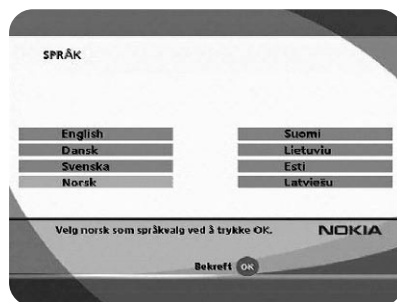 SPRÅK
English
Dansk
Svenska
Norsk
Suomi
Lietuviu
Esti
Latviešu
Velg norsk som språkvalg ved å trykke OK.
NOKIA
Bekreft OK